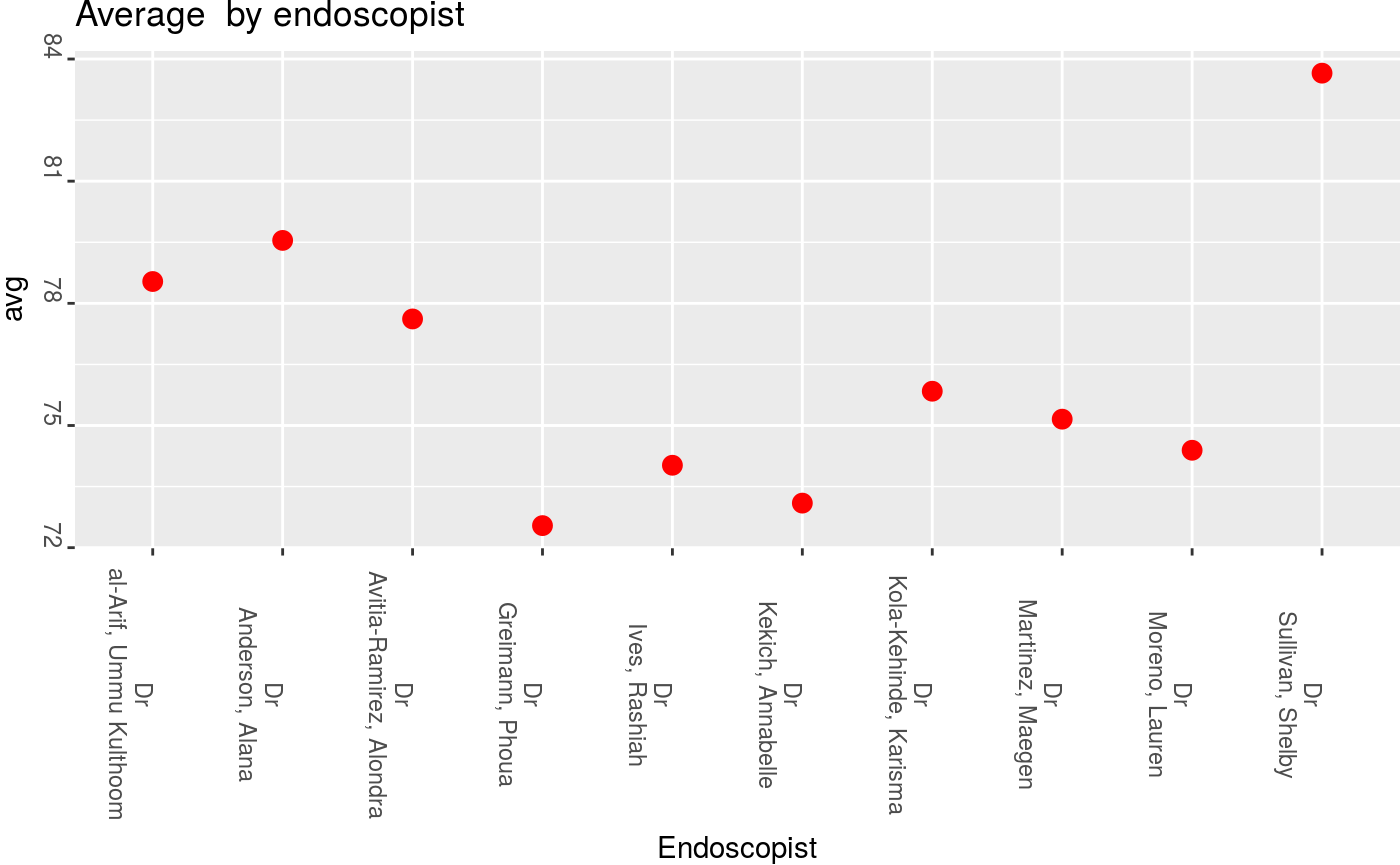 Average  by endoscopist
avg
84
81
78
75
72
Dr
al-Arif, Ummu Kulthoom
Dr
Anderson, Alana
Dr
Avitia-Ramirez, Alondra
Dr
Greimann, Phoua
Dr
Ives, Rashiah
Dr
Kekich, Annabelle
Dr
Kola-Kehinde, Karisma
Dr
Martinez, Maegen
Dr
Moreno, Lauren
Dr
Sullivan, Shelby
Endoscopist